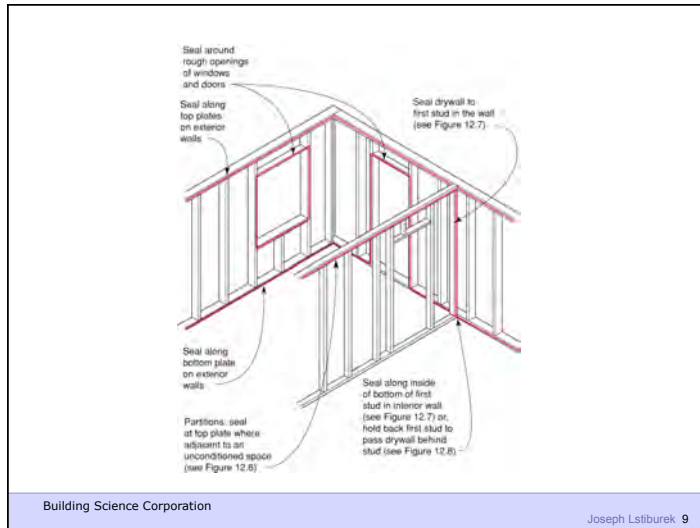 Seal around
rough openings
of windows
and doors
Seal along
top plates
on exterior
walls
Seal drywall to
first stud in the wall
(see Figure 12.7)
Seal along
bottom plate
on exterior
walls
Partitions: seal
at top plate where
adjacent to an
unconditioned space
(see Figure 12.6)
Seal along inside
of bottom of first
stud in interior wall
(see Figure 12.7) or,
hold back first stud to
pass drywall behind
stud (see Figure 12.8)
Building Science Corporation
Joseph Lstiburek 9